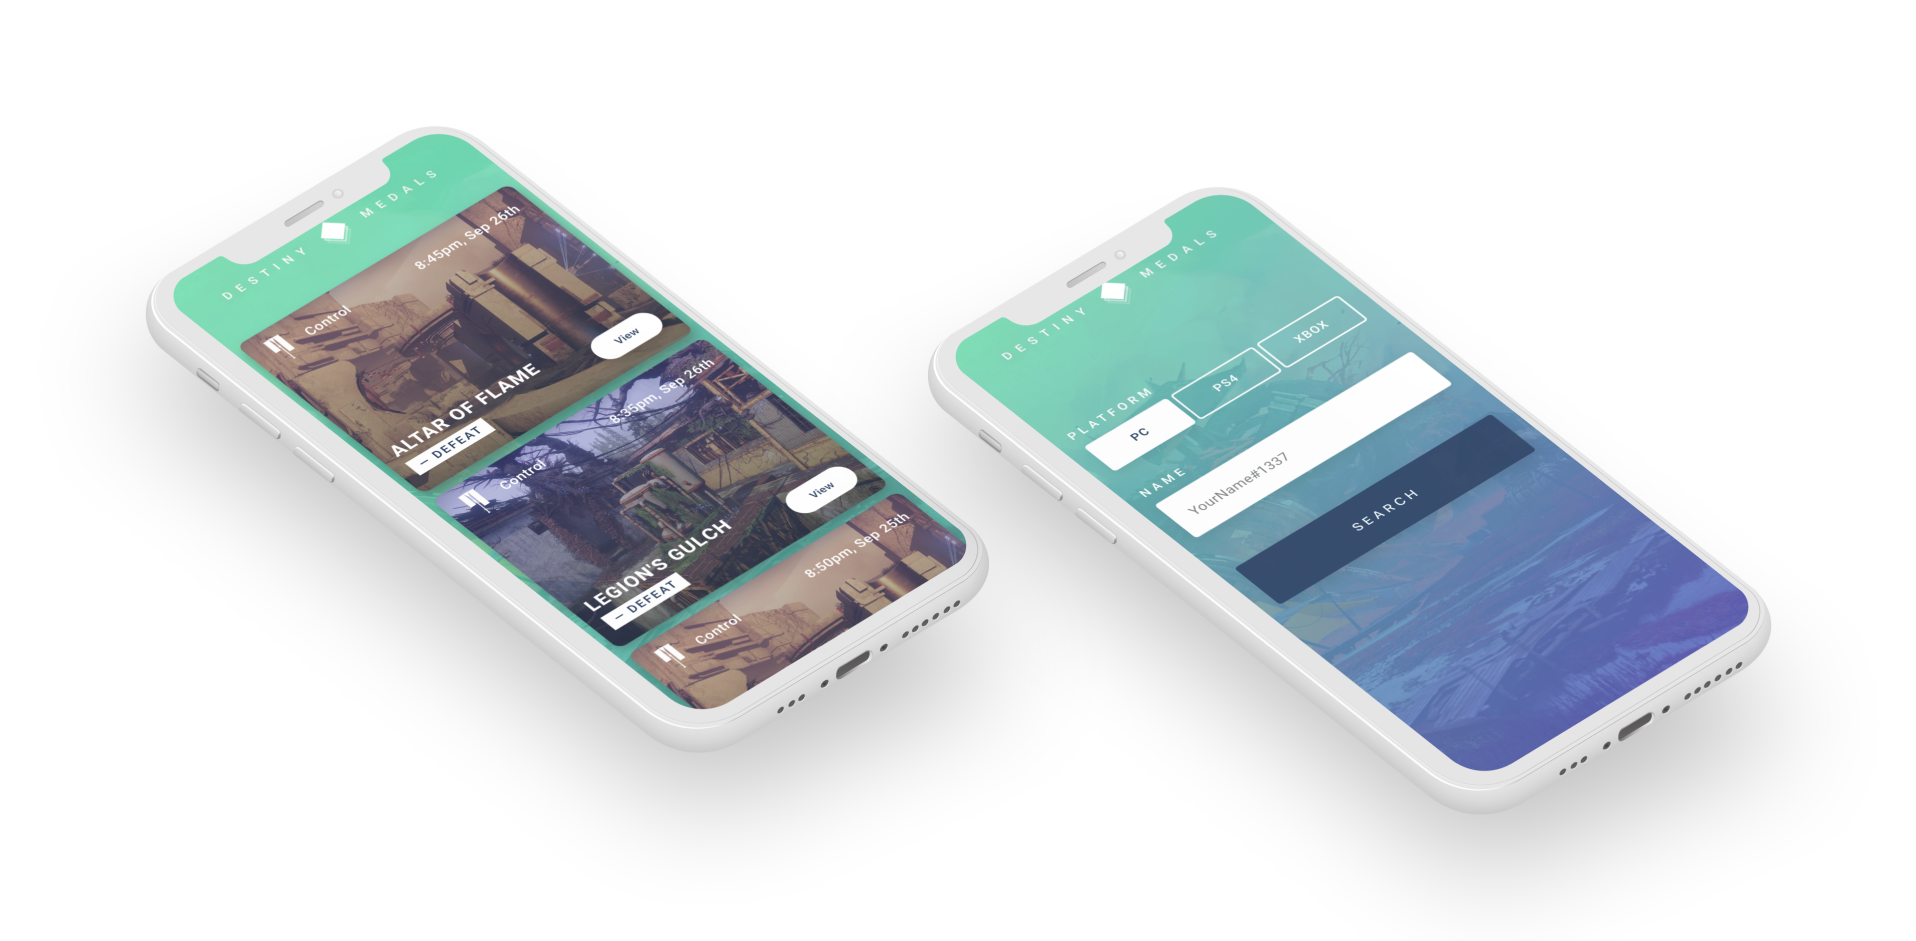 DESTINY MEDALS
Control
8:45pm, Sep 26th
ALTAR OF FLAME
– DEFEAT
View
Control
8:35pm, Sep 26th
LEGION'S GULCH
– DEFEAT
View
Control
8:50pm, Sep 25th
DESTINY MEDALS
PLATFORM
PC
PS4
XBOX
NAME
YourName#1337
SEARCH